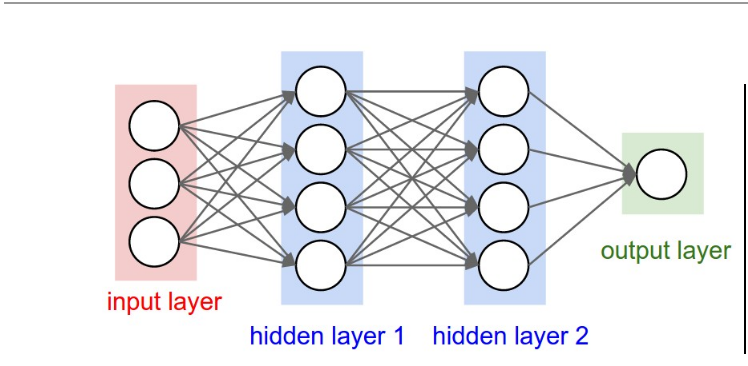 input layer
hidden layer 1
hidden layer 2
output layer